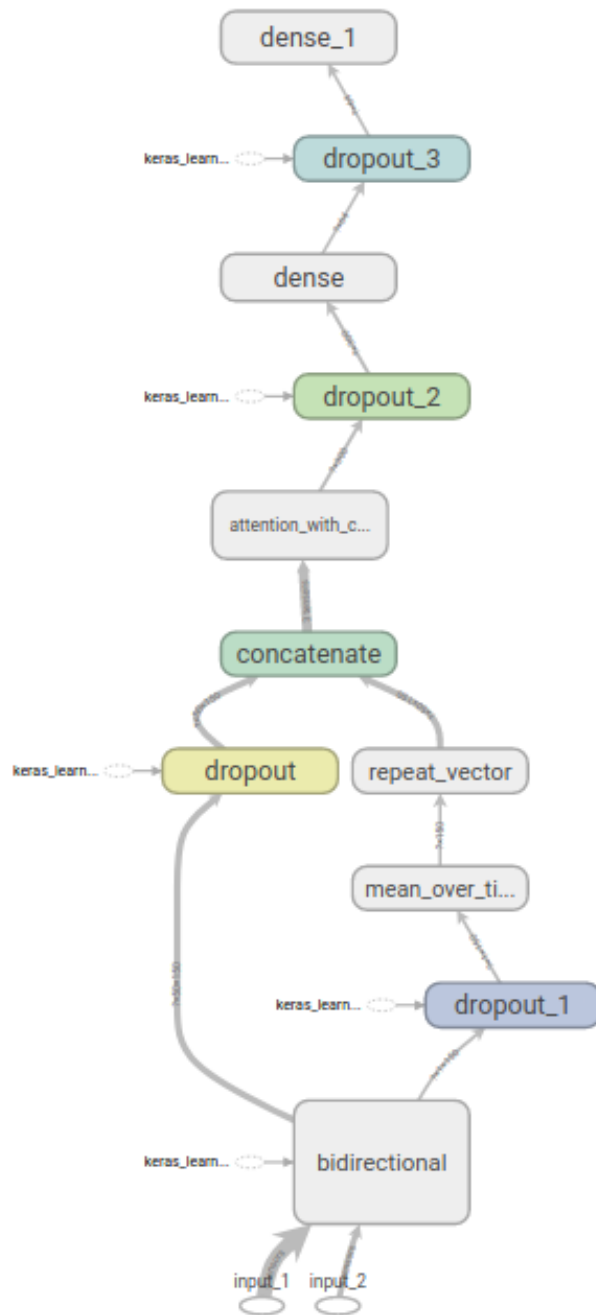 dense_1
keras_learn...
dropout_3
dense
keras_learn...
dropout_2
attention_with_c...
concatenate
keras_learn...
dropout
repeat_vector
mean_over_ti...
keras_learn...
dropout_1
keras_learn...
bidirectional
input_1
input_2